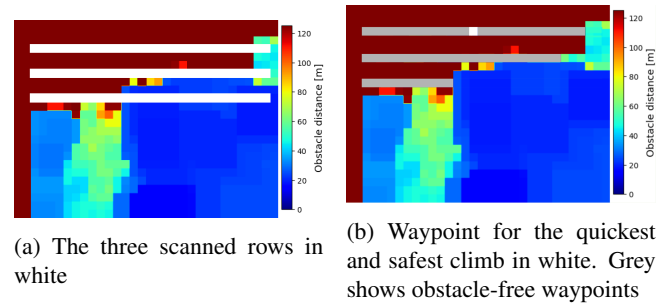 120
100
80
60
40
20
0
Obstacle distance [m]
120
100
80
60
40
20
0
Obstacle distance [m]
(a) The three scanned rows in
white
(b) Waypoint for the quickest
and safest climb in white. Grey
shows obstacle-free waypoints